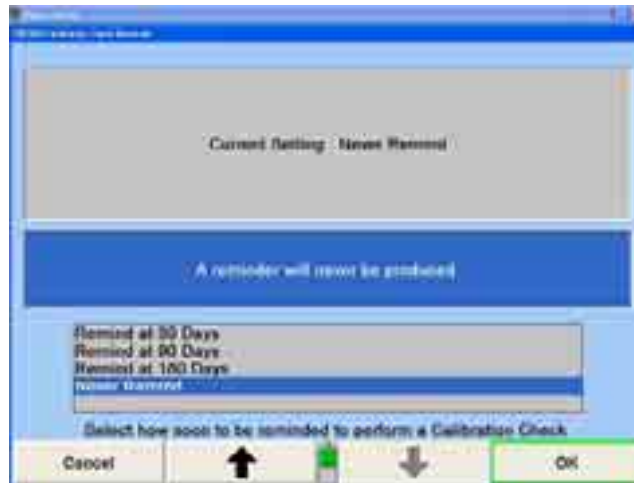 Current Setting: Never Remind
A reminder will never be produced
Remind at 30 Days
Remind at 90 Days
Remind at 180 Days
Never Remind
Select how soon to be reminded to perform a Calibration Check
Cancel
OK